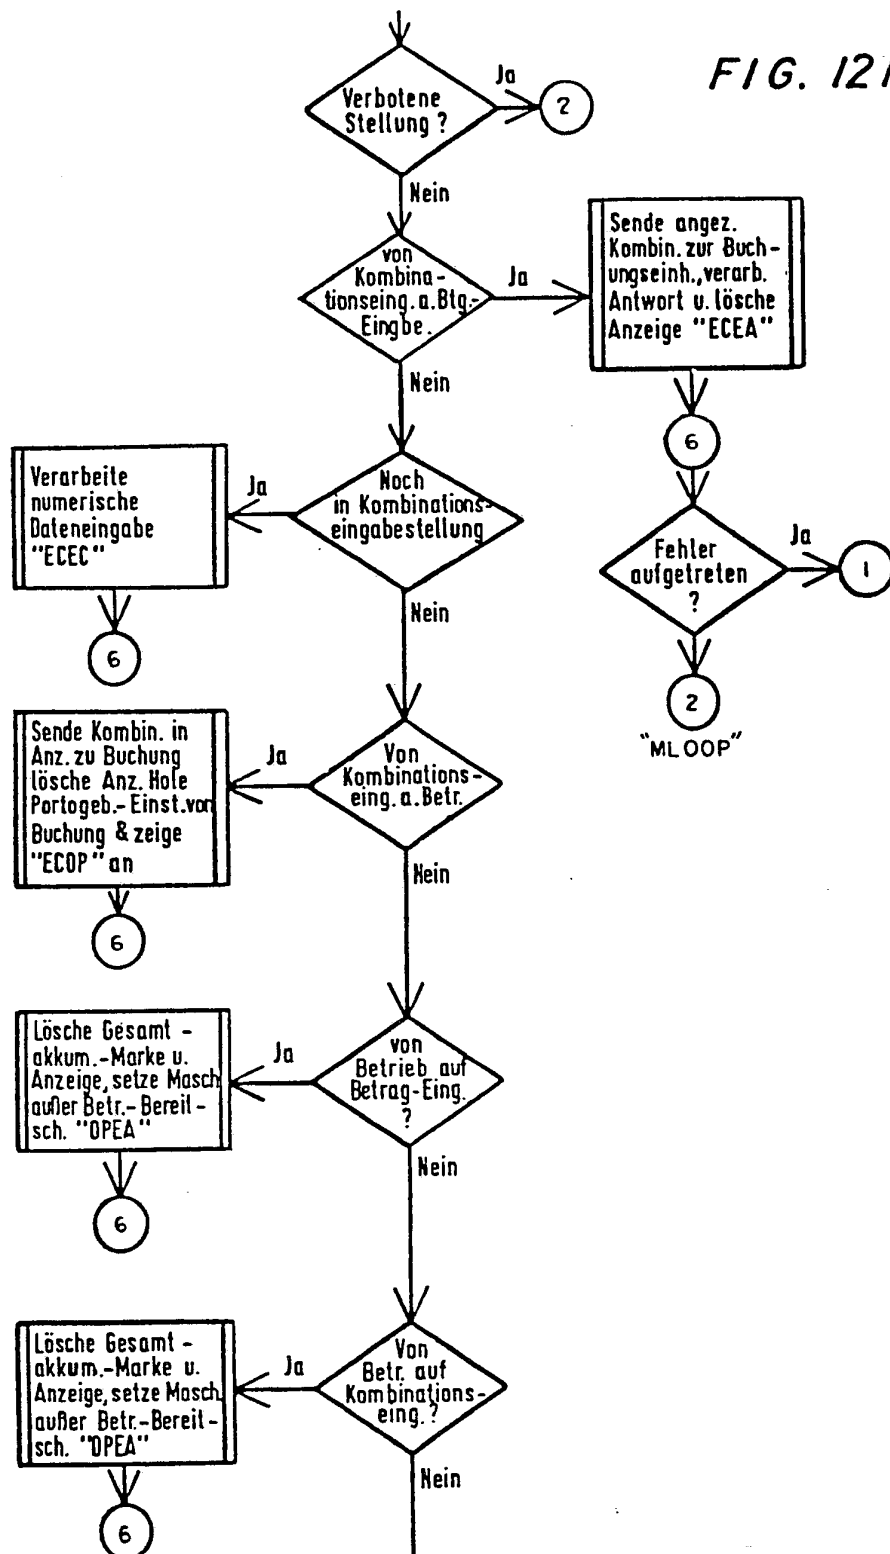 FIG. 121
Verbotene
Stellung ?
Ja
2
Nein
von
Kombina-
tionseing. a. Btg.-
Eingbe.
Ja
Sende angez.
Kombin. zur Buch-
ungseinh., verarb.
Antwort u. lösche
Anzeige "ECEA"
6
Fehler
aufgetreten
?
Ja
1
2
"MLOOP"
Nein
Noch
in Kombinations-
eingabestellung
Ja
Verarbeite
numerische
Dateneingabe
"ECEC"
6
Nein
Von
Kombinations-
eing. a. Betr.
Ja
Sende Kombin. in
Anz. zu Buchung
lösche Anz. Hole
Portogeb.- Einst. von
Buchung & zeige
"ECOP" an
6
Nein
von
Betrieb auf
Betrag-Eing.
?
Ja
Lösche Gesamt -
akkum.-Marke u.
Anzeige, setze Masch
außer Betr.- Bereit -
sch. "OPEA"
6
Nein
Von
Betr. auf
Kombinations-
eing. ?
Ja
Lösche Gesamt -
akkum.-Marke u.
Anzeige, setze Masch.
außer Betr.-Bereit -
sch. "OPEA"
6
Nein